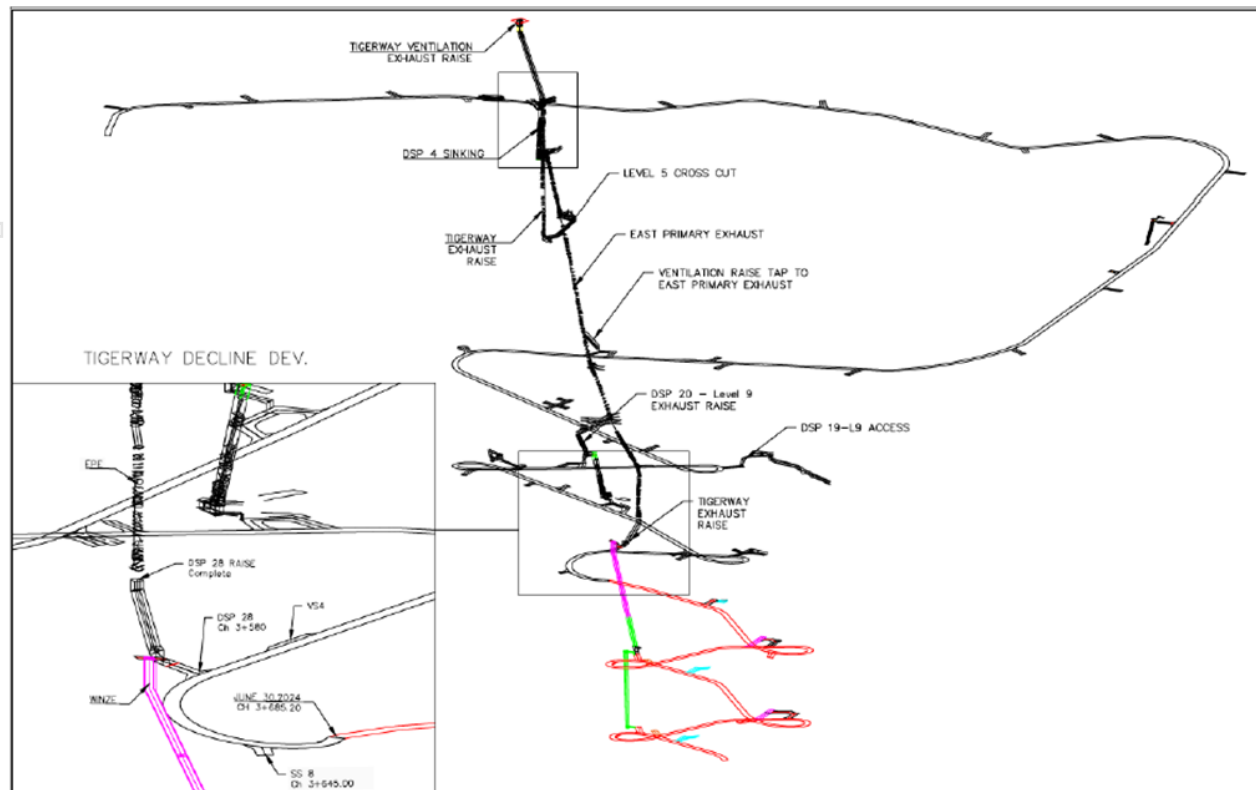 TIGERWAY VENTILATION
EXHAUST RAISE
DSP 4 SINKING
LEVEL 5 CROSS CUT
TIGERWAY
EXHAUST
RAISE
EAST PRIMARY EXHAUST
VENTILATION RAISE TAP TO
EAST PRIMARY EXHAUST
DSP 20 - Level 9
EXHAUST RAISE
DSP 19-L9 ACCESS
TIGERWAY
EXHAUST
RAISE
TIGERWAY DECLINE DEV.
EPE
DSP 28 RAISE
Complete
DSP 28
Ch 3+580
VS4
WINZE
JUNE 30,2024
CH 3+685.20
SS 8
Ch 3+645.00